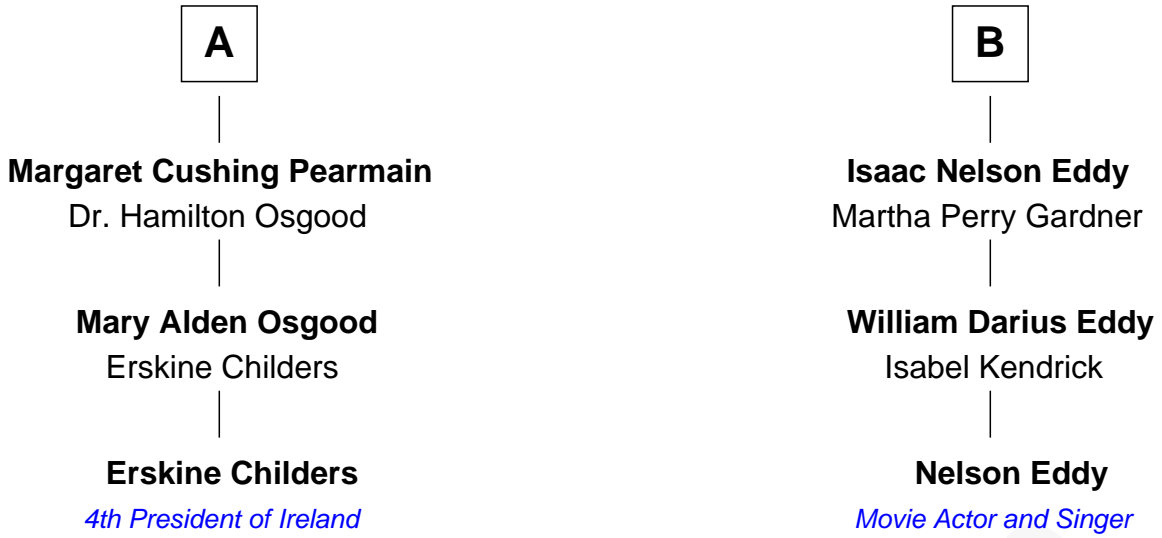 A
Margaret Cushing Pearmain
Dr. Hamilton Osgood
Mary Alden Osgood
Erskine Childers
Erskine Childers
4th President of Ireland
B
Isaac Nelson Eddy
Martha Perry Gardner
William Darius Eddy
Isabel Kendrick
Nelson Eddy
Movie Actor and Singer